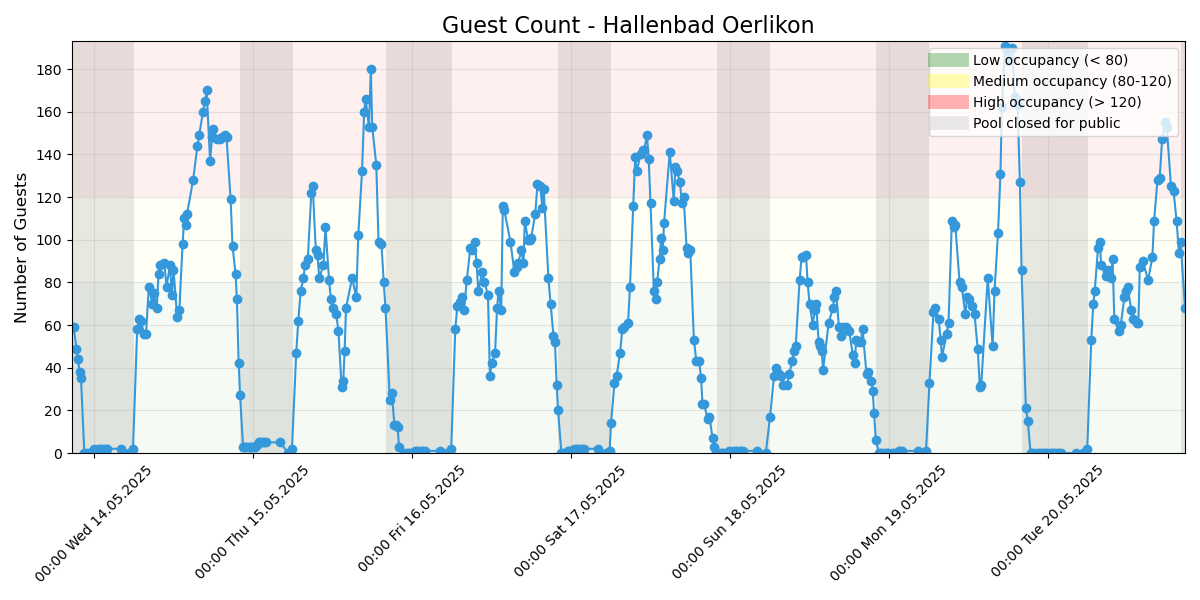 Guest Count - Hallenbad Oerlikon
Number of Guests
180
160
140
120
100
80
60
40
20
0
Low occupancy (< 80)
Medium occupancy (80-120)
High occupancy (> 120)
Pool closed for public
00:00 Wed 14.05.2025
00:00 Thu 15.05.2025
00:00 Fri 16.05.2025
00:00 Sat 17.05.2025
00:00 Sun 18.05.2025
00:00 Mon 19.05.2025
00:00 Tue 20.05.2025